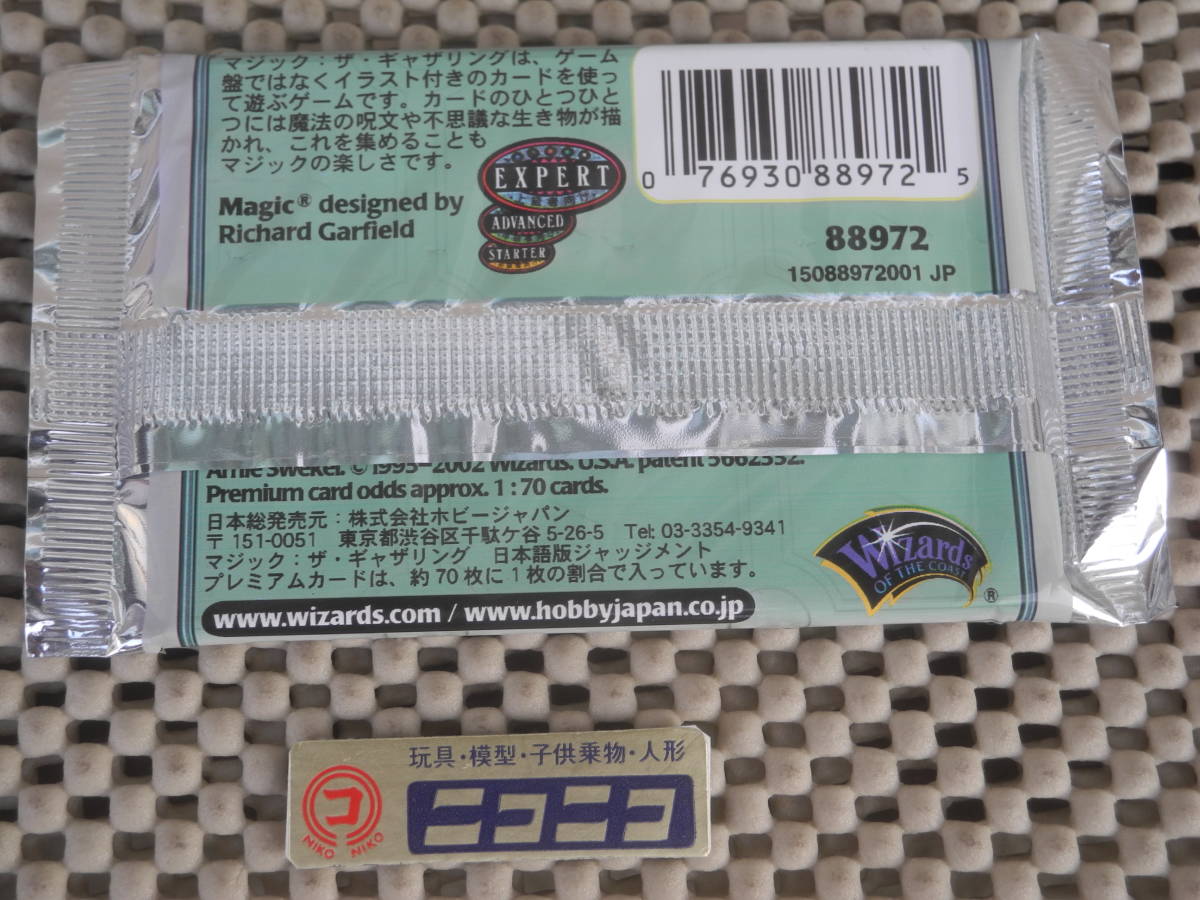 マジック：ザ・ギャザリングは、ゲーム
盤ではなくイラスト付きのカードを使っ
て遊ぶゲームです。カードのひとつひと
つには魔法の呪文や不思議な生き物が描
かれ、これを集めることも
マジックの楽しさです。
Magic® designed by
Richard Garfield
EXPERT
ADVANCED
STARTER
0 76930 88972 5
88972
15088972001 JP
Arnie Swekel. © 1993–2002 Wizards. U.S.A. patent 5662332.
Premium card odds approx. 1:70 cards.
日本総発売元：株式会社ホビージャパン
〒151-0051 東京都渋谷区千駄ケ谷5-26-5 Tel: 03-3354-9341
マジック：ザ・ギャザリング 日本語版ジャッジメント
プレミアムカードは、約70枚に1枚の割合で入っています。
www.wizards.com / www.hobbyjapan.co.jp
Wizards
OF THE COAST
®
玩具・模型・子供乗物・人形
コ
NIKO NIKO
ニコニコ